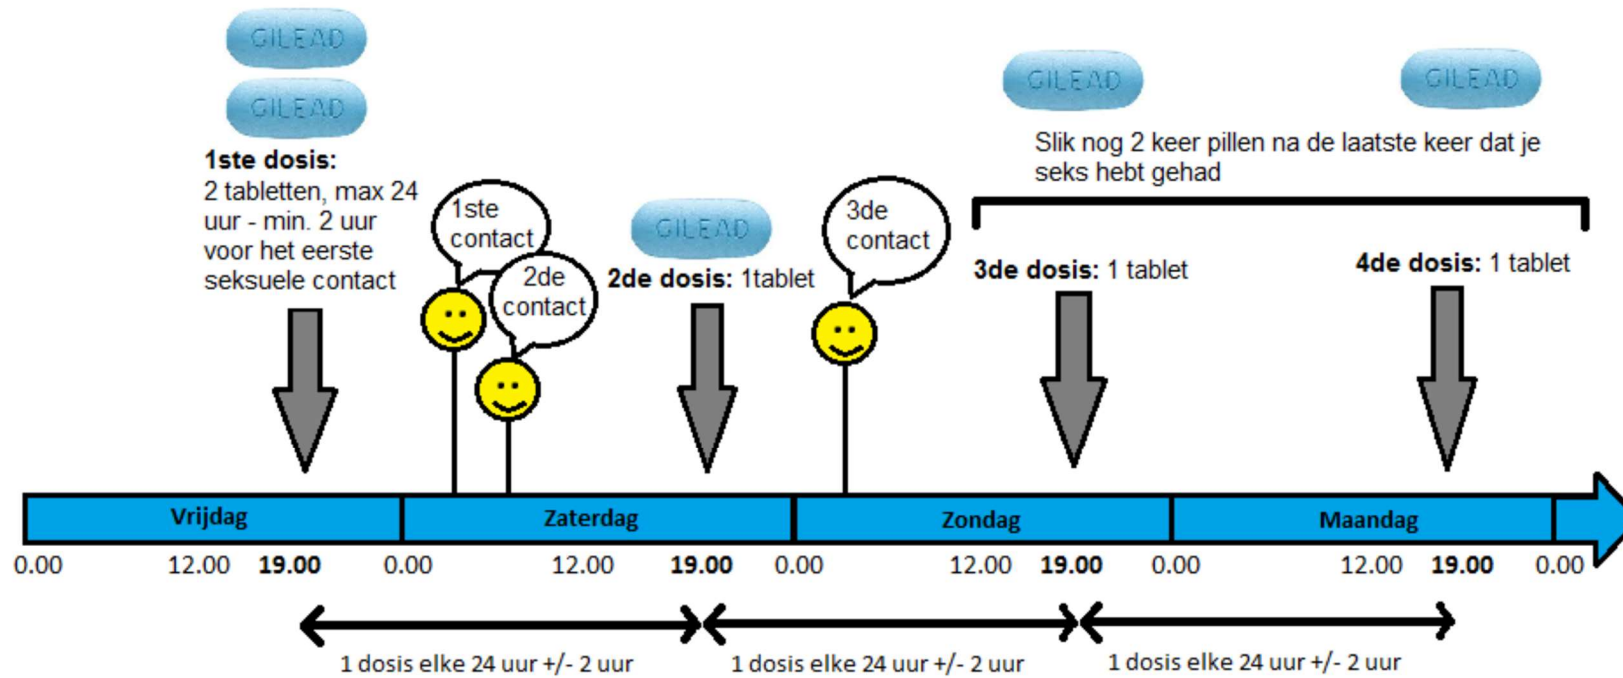 GILEAD
GILEAD
1ste dosis:
2 tabletten, max 24
uur - min. 2 uur
voor het eerste
seksuele contact
1ste
contact
2de
contact
GILEAD
2de dosis: 1tablet
3de
contact
GILEAD
GILEAD
Slik nog 2 keer pillen na de laatste keer dat je
seks hebt gehad
3de dosis: 1 tablet
4de dosis: 1 tablet
Vrijdag
Zaterdag
Zondag
Maandag
0.00 12.00 19.00 0.00 12.00 19.00 0.00 12.00 19.00 0.00 12.00 19.00 0.00
1 dosis elke 24 uur +/- 2 uur
1 dosis elke 24 uur +/- 2 uur
1 dosis elke 24 uur +/- 2 uur